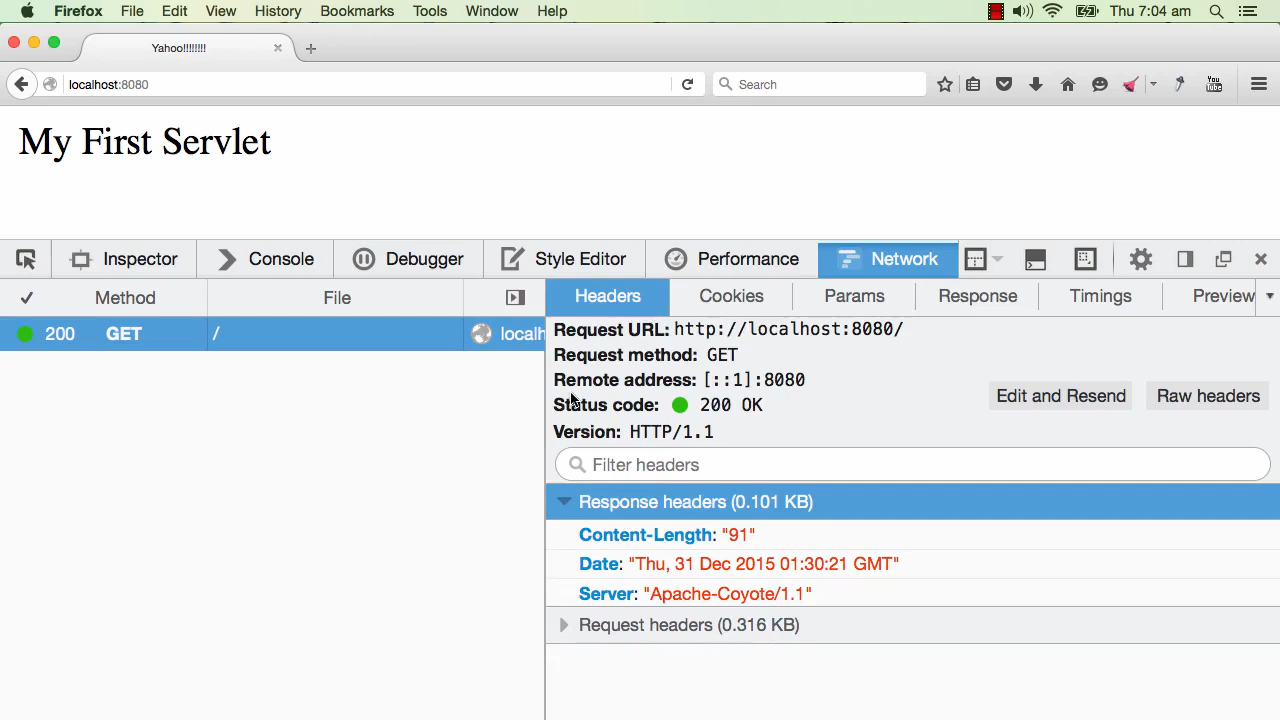 Firefox File Edit View History Bookmarks Tools Window Help Thu 7:04 am
Yahoo!!!!!!!!
localhost:8080 Search You Tube
My First Servlet
Inspector Console Debugger Style Editor Performance Network
✓ Method File Headers Cookies Params Response Timings Preview
200 GET / localh
Request URL: http://localhost:8080/
Request method: GET
Remote address: [::1]:8080
Status code: 200 OK Edit and Resend Raw headers
Version: HTTP/1.1
Filter headers
Response headers (0.101 KB)
Content-Length: "91"
Date: "Thu, 31 Dec 2015 01:30:21 GMT"
Server: "Apache-Coyote/1.1"
Request headers (0.316 KB)